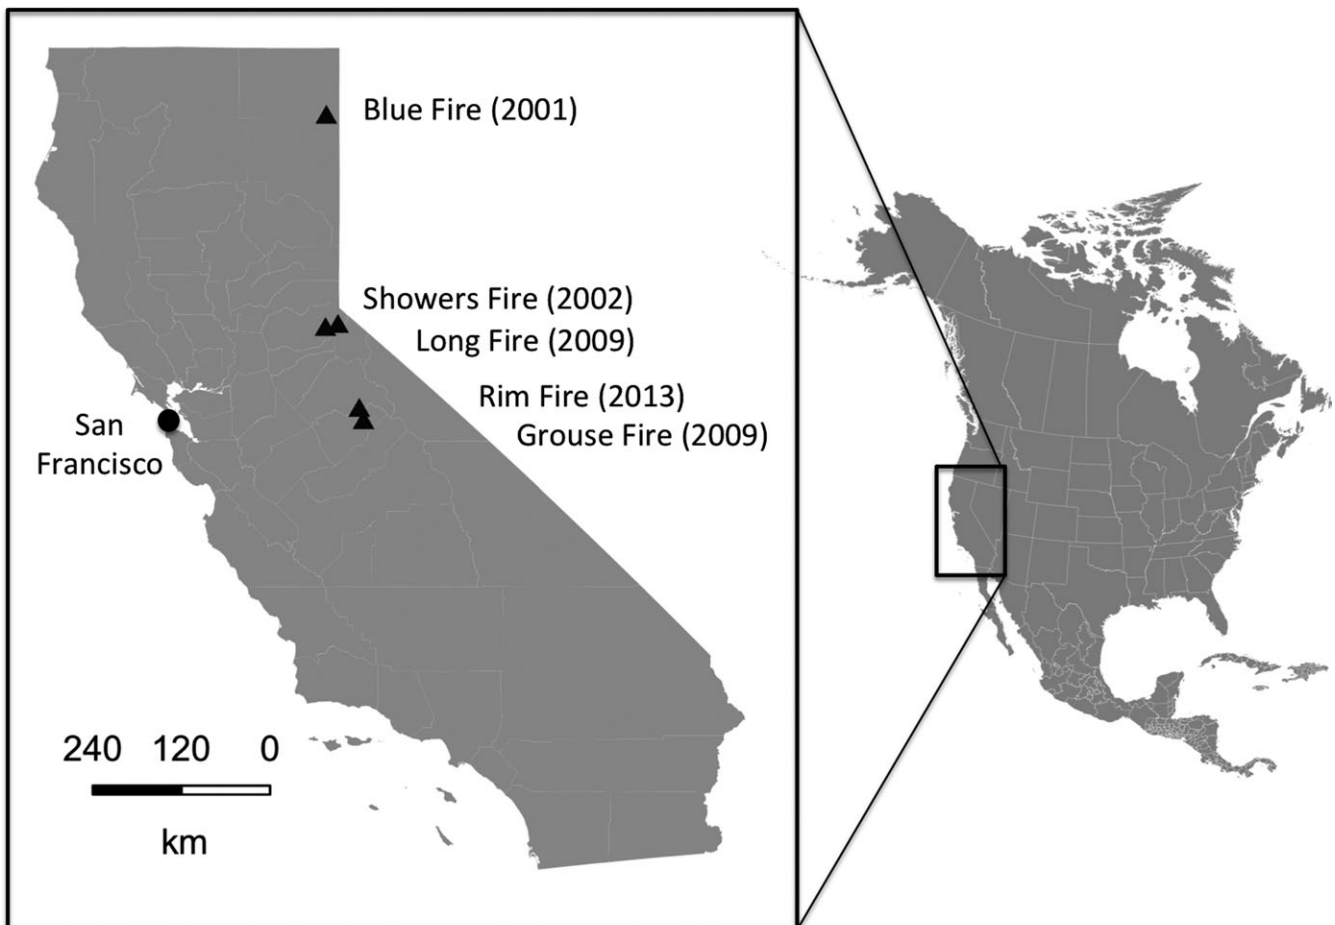 Blue Fire (2001)
Showers Fire (2002)
Long Fire (2009)
Rim Fire (2013)
Grouse Fire (2009)
San
Francisco
240 120 0
km